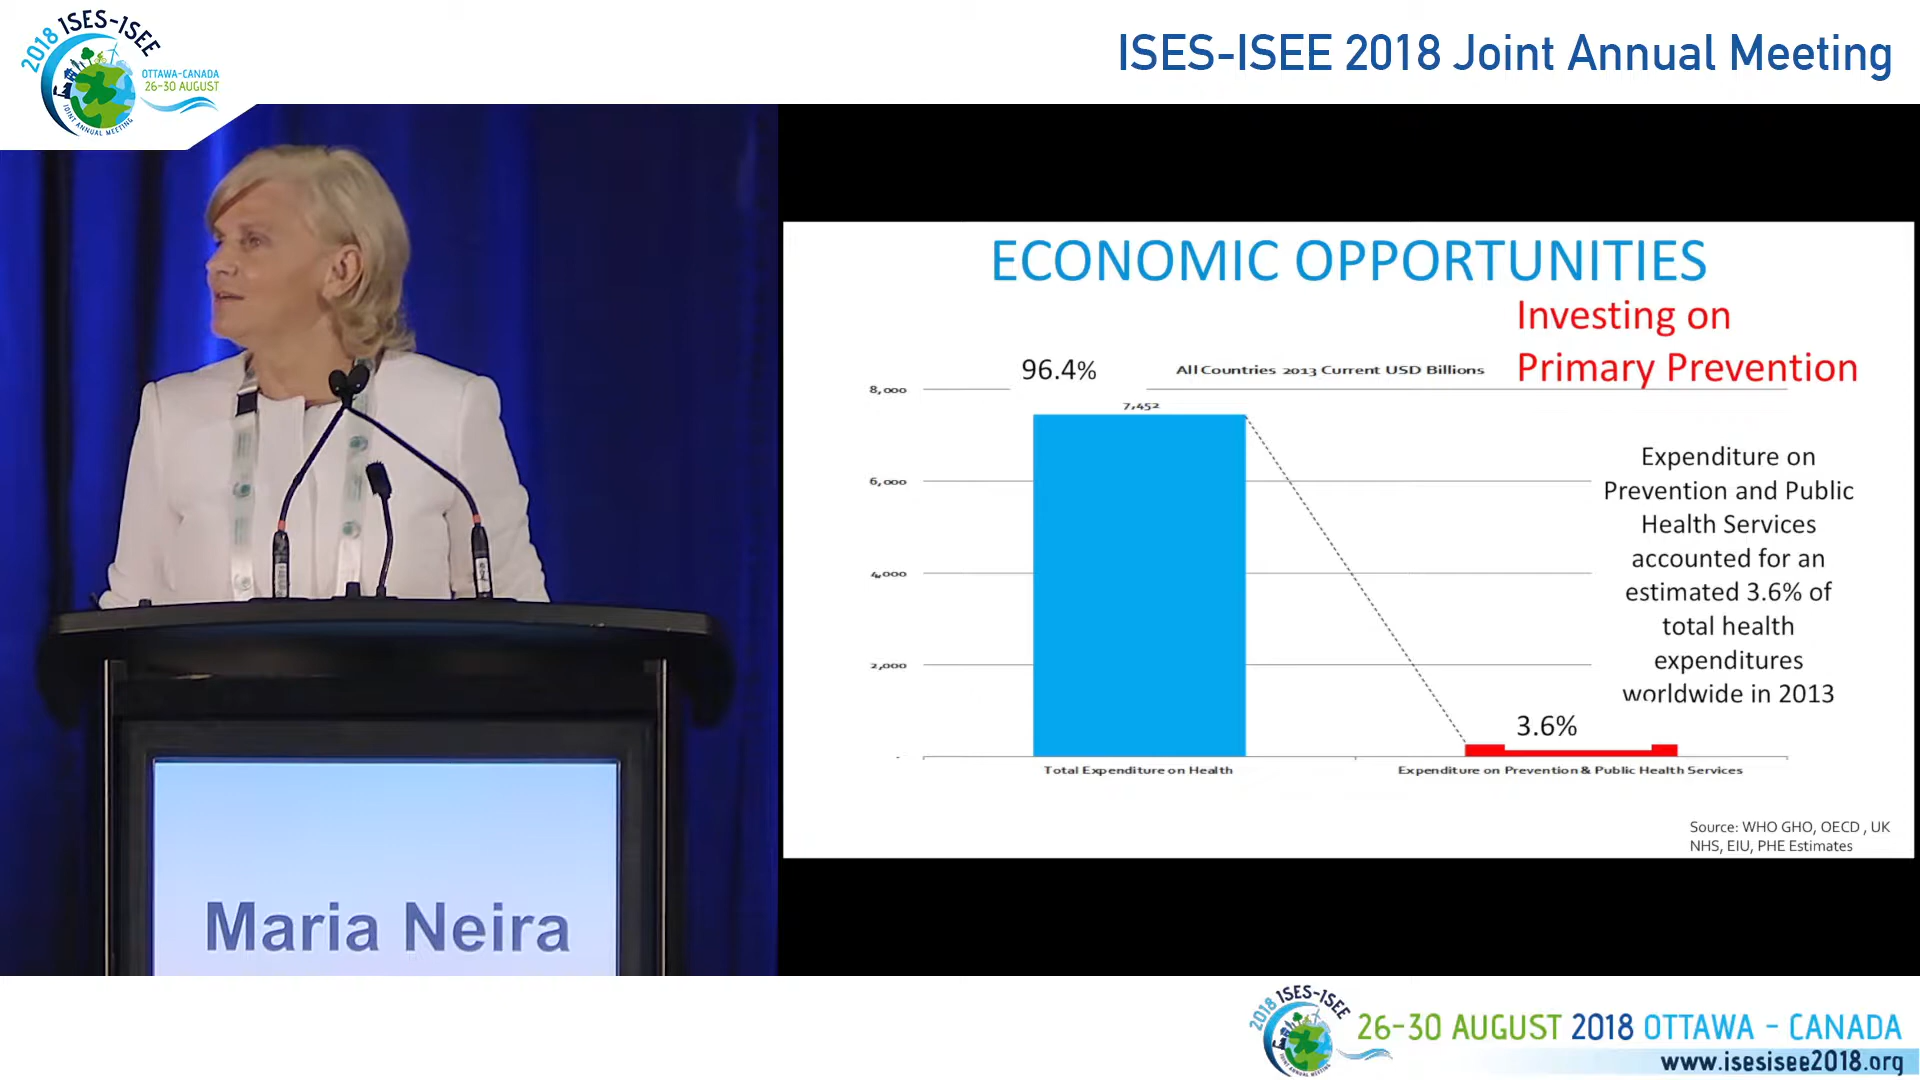 2018 ISES-ISEE
OTTAWA-CANADA
26-30 AUGUST
JOINT ANNUAL MEETING
ISES-ISEE 2018 Joint Annual Meeting
ECONOMIC OPPORTUNITIES
Investing on
Primary Prevention
96.4%
All Countries 2013 Current USD Billions
8,000
7,452
6,000
4,000
2,000
-
Expenditure on
Prevention and Public
Health Services
accounted for an
estimated 3.6% of
total health
expenditures
worldwide in 2013
3.6%
Total Expenditure on Health
Expenditure on Prevention & Public Health Services
Source: WHO GHO, OECD , UK
NHS, EIU, PHE Estimates
Maria Neira
2018 ISES-ISEE
26-30 AUGUST 2018 OTTAWA - CANADA
www.isesisee2018.org